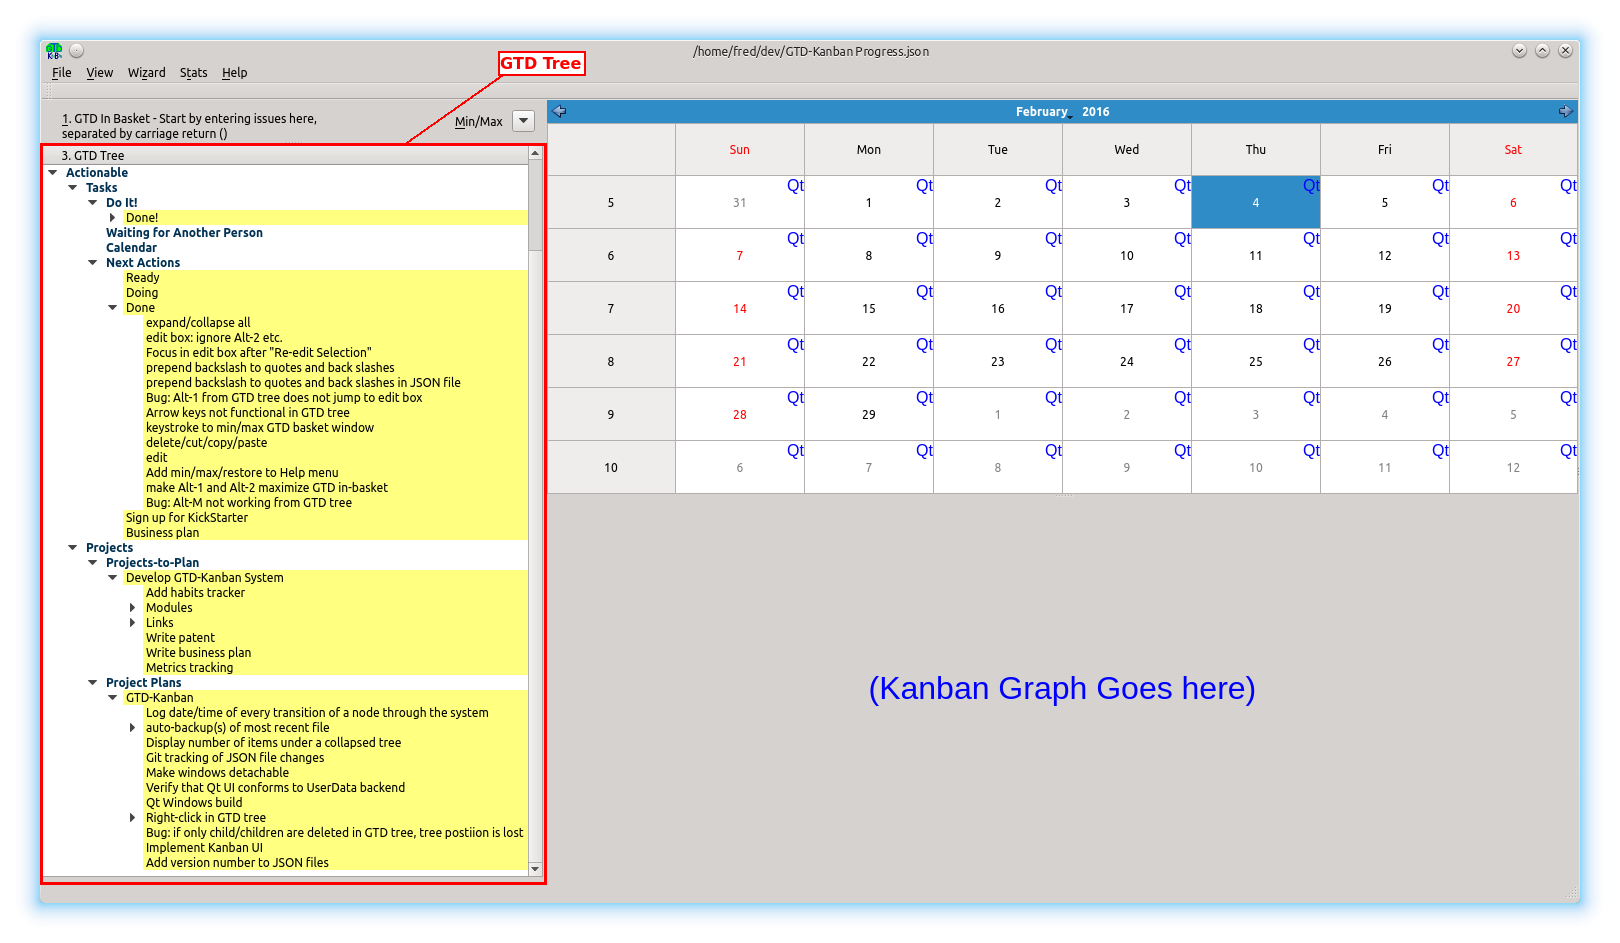 /home/fred/dev/GTD-Kanban Progress.json
File View Wizard Stats Help
GTD Tree
1. GTD In Basket - Start by entering issues here,
separated by carriage return ()
Min/Max
3. GTD Tree
Actionable
Tasks
Do It!
Done!
Waiting for Another Person
Calendar
Next Actions
Ready
Doing
Done
expand/collapse all
edit box: ignore Alt-2 etc.
Focus in edit box after "Re-edit Selection"
prepend backslash to quotes and back slashes
prepend backslash to quotes and back slashes in JSON file
Bug: Alt-1 from GTD tree does not jump to edit box
Arrow keys not functional in GTD tree
keystroke to min/max GTD basket window
delete/cut/copy/paste
edit
Add min/max/restore to Help menu
make Alt-1 and Alt-2 maximize GTD in-basket
Bug: Alt-M not working from GTD tree
Sign up for KickStarter
Business plan
Projects
Projects-to-Plan
Develop GTD-Kanban System
Add habits tracker
Modules
Links
Write patent
Write business plan
Metrics tracking
Project Plans
GTD-Kanban
Log date/time of every transition of a node through the system
auto-backup(s) of most recent file
Display number of items under a collapsed tree
Git tracking of JSON file changes
Make windows detachable
Verify that Qt UI conforms to UserData backend
Qt Windows build
Right-click in GTD tree
Bug: if only child/children are deleted in GTD tree, tree postiion is lost
Implement Kanban UI
Add version number to JSON files
February 2016
Sun Mon Tue Wed Thu Fri Sat
Qt Qt Qt Qt Qt Qt Qt
5 31 1 2 3 4 5 6
Qt Qt Qt Qt Qt Qt Qt
6 7 8 9 10 11 12 13
Qt Qt Qt Qt Qt Qt Qt
7 14 15 16 17 18 19 20
Qt Qt Qt Qt Qt Qt Qt
8 21 22 23 24 25 26 27
Qt Qt Qt Qt Qt Qt Qt
9 28 29 1 2 3 4 5
Qt Qt Qt Qt Qt Qt Qt
10 6 7 8 9 10 11 12
(Kanban Graph Goes here)